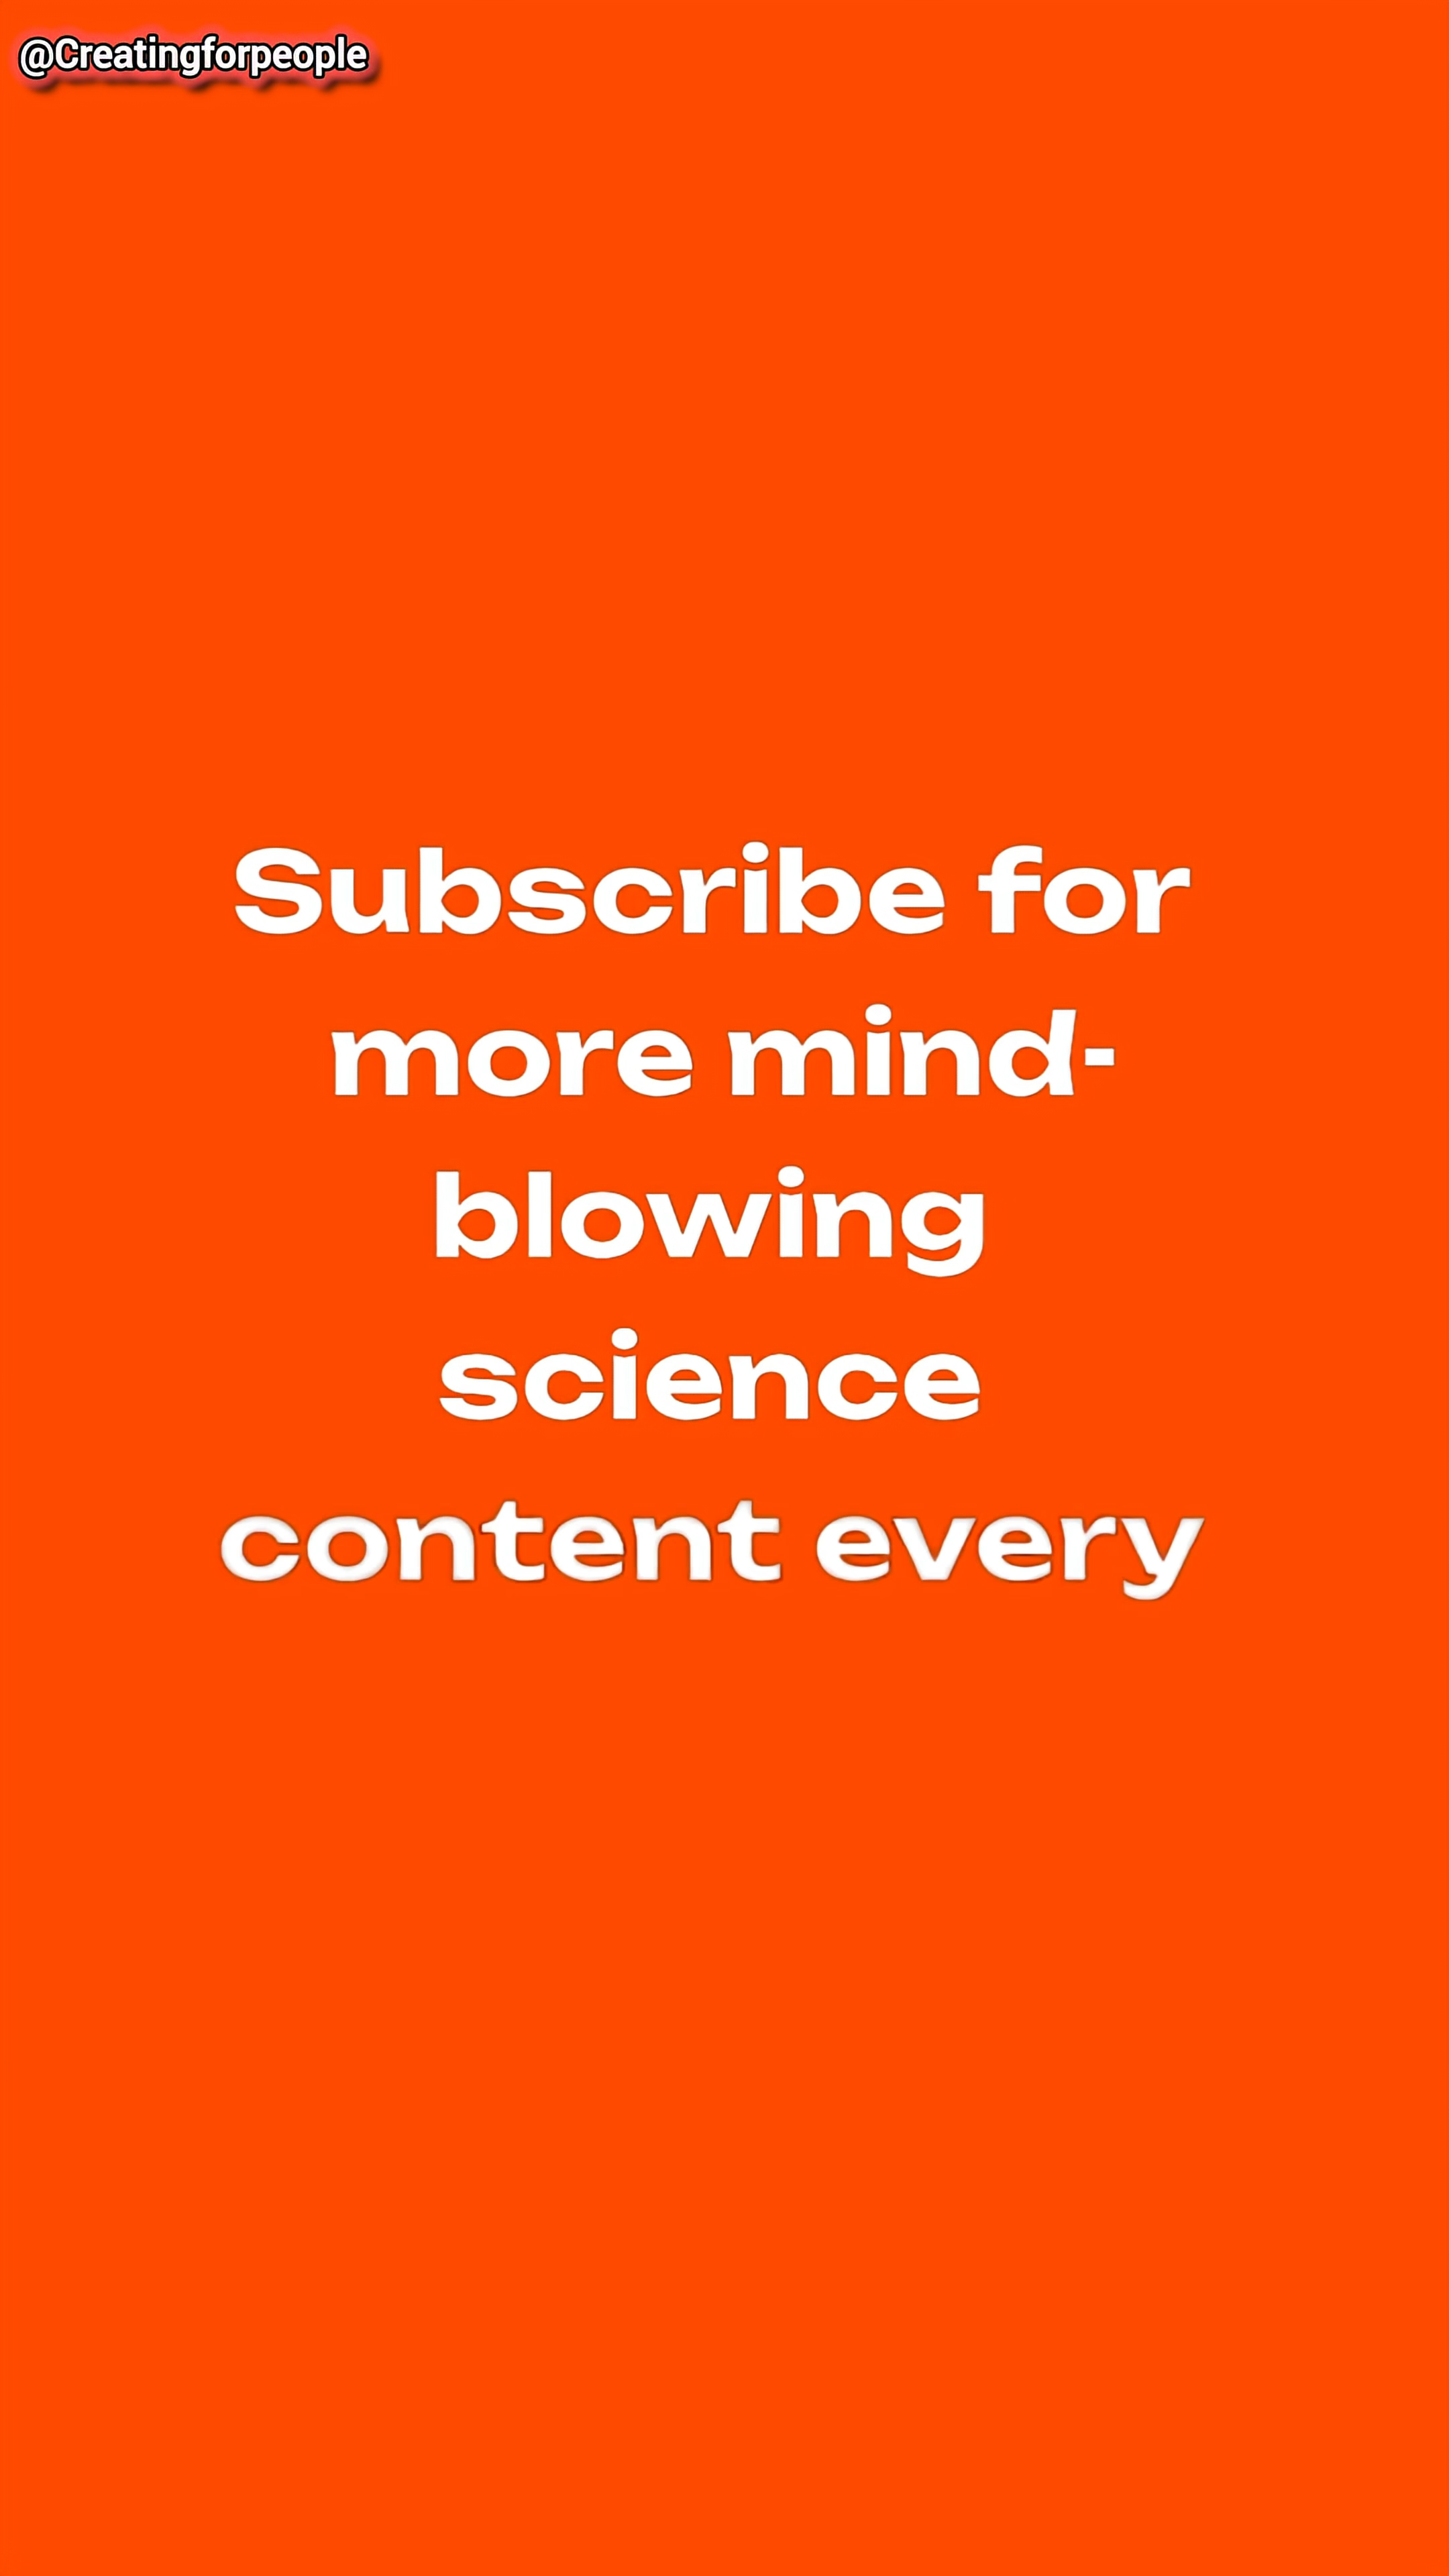 @Creatingforpeople
Subscribe for
more mind-
blowing
science
content every